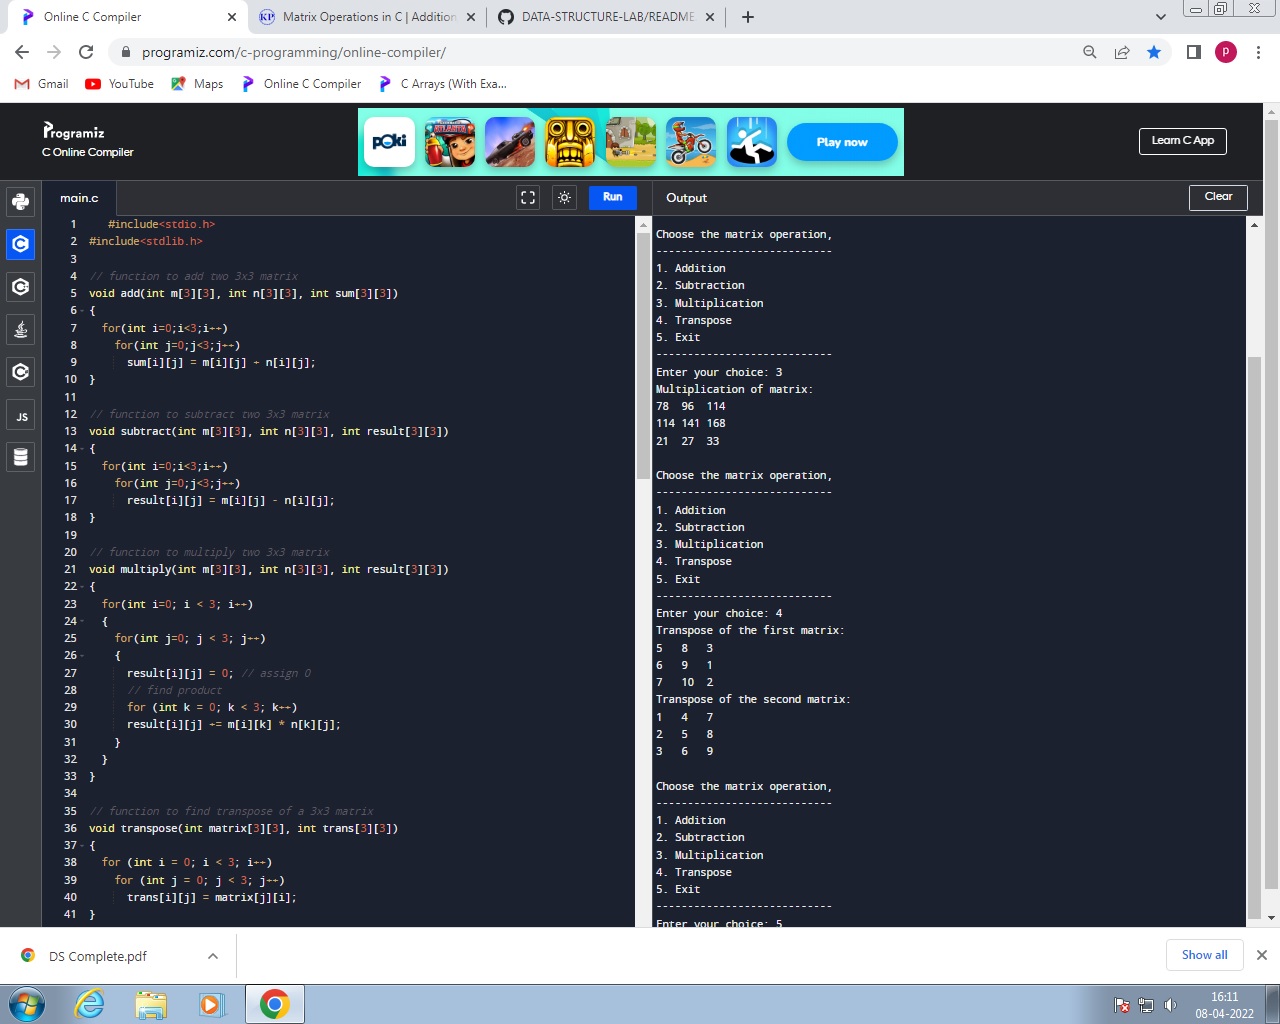 Online C Compiler
Matrix Operations in C | Addition
DATA-STRUCTURE-LAB/README
programiz.com/c-programming/online-compiler/
P
Gmail
YouTube
Maps
Online C Compiler
C Arrays (With Exa...
Programiz
C Online Compiler
POKi
Play now
Learn C App
main.c
Run
Output
Clear
JS
1 #include<stdio.h>
2 #include<stdlib.h>
3
4 // function to add two 3x3 matrix
5 void add(int m[3][3], int n[3][3], int sum[3][3])
6 {
7 for(int i=0;i<3;i++)
8 for(int j=0;j<3;j++)
9 sum[i][j] = m[i][j] + n[i][j];
10 }
11
12 // function to subtract two 3x3 matrix
13 void subtract(int m[3][3], int n[3][3], int result[3][3])
14 {
15 for(int i=0;i<3;i++)
16 for(int j=0;j<3;j++)
17 result[i][j] = m[i][j] - n[i][j];
18 }
19
20 // function to multiply two 3x3 matrix
21 void multiply(int m[3][3], int n[3][3], int result[3][3])
22 {
23 for(int i=0; i < 3; i++)
24 {
25 for(int j=0; j < 3; j++)
26 {
27 result[i][j] = 0; // assign 0
28 // find product
29 for (int k = 0; k < 3; k++)
30 result[i][j] += m[i][k] * n[k][j];
31 }
32 }
33 }
34
35 // function to find transpose of a 3x3 matrix
36 void transpose(int matrix[3][3], int trans[3][3])
37 {
38 for (int i = 0; i < 3; i++)
39 for (int j = 0; j < 3; j++)
40 trans[i][j] = matrix[j][i];
41 }
Choose the matrix operation,
----------------------------
1. Addition
2. Subtraction
3. Multiplication
4. Transpose
5. Exit
----------------------------
Enter your choice: 3
Multiplication of matrix:
78 96 114
114 141 168
21 27 33
Choose the matrix operation,
----------------------------
1. Addition
2. Subtraction
3. Multiplication
4. Transpose
5. Exit
----------------------------
Enter your choice: 4
Transpose of the first matrix:
5 8 3
6 9 1
7 10 2
Transpose of the second matrix:
1 4 7
2 5 8
3 6 9
Choose the matrix operation,
----------------------------
1. Addition
2. Subtraction
3. Multiplication
4. Transpose
5. Exit
----------------------------
Enter your choice: 5
DS Complete.pdf
Show all
16:11
08-04-2022